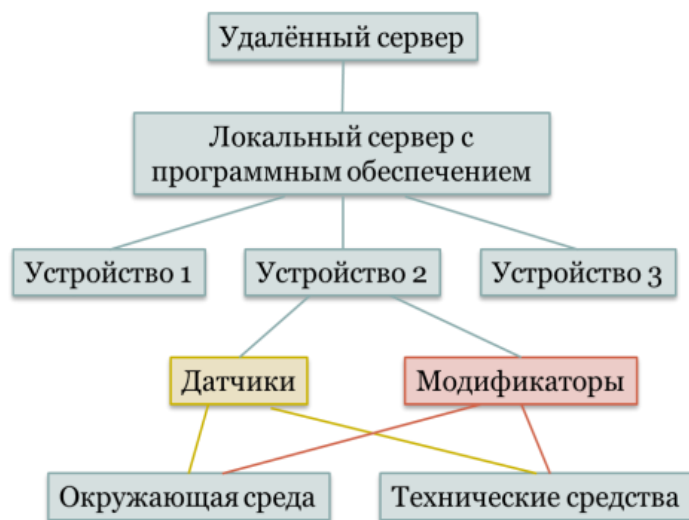 Удалённый сервер
Локальный сервер с
программным обеспечением
Устройство 1
Устройство 2
Устройство 3
Датчики
Модификаторы
Окружающая среда
Технические средства